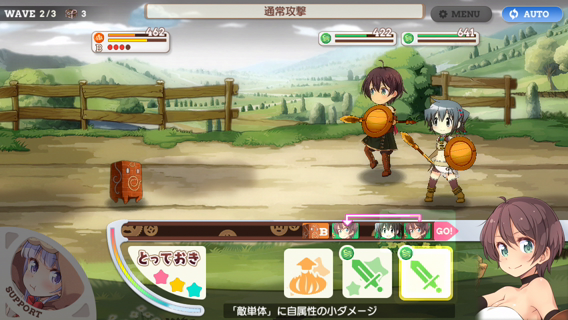 WAVE 2/3 3
通常攻撃
MENU
AUTO
462
B
422
641
B
GO!
とっておき
SUPPORT
「敵単体」に自属性の小ダメージ